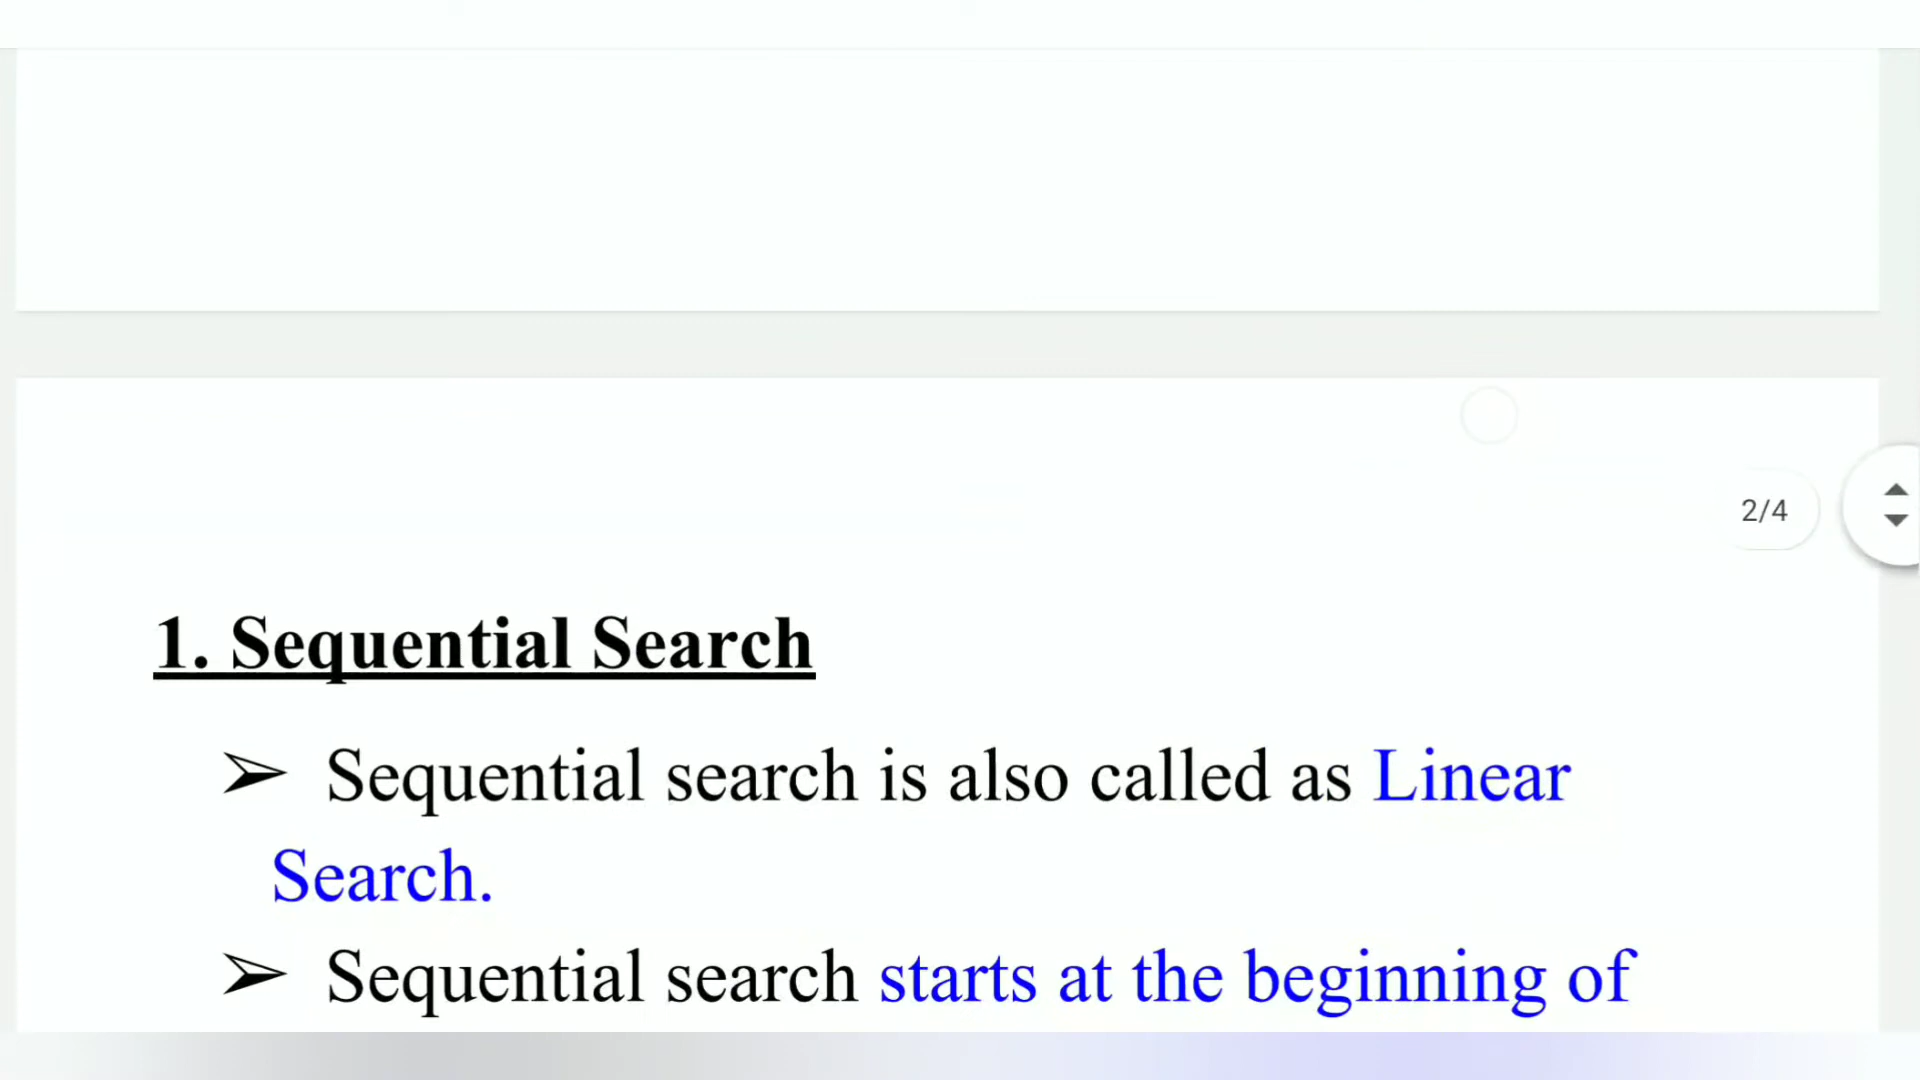 2/4
1. Sequential Search
➢ Sequential search is also called as Linear
Search.
➢ Sequential search starts at the beginning of